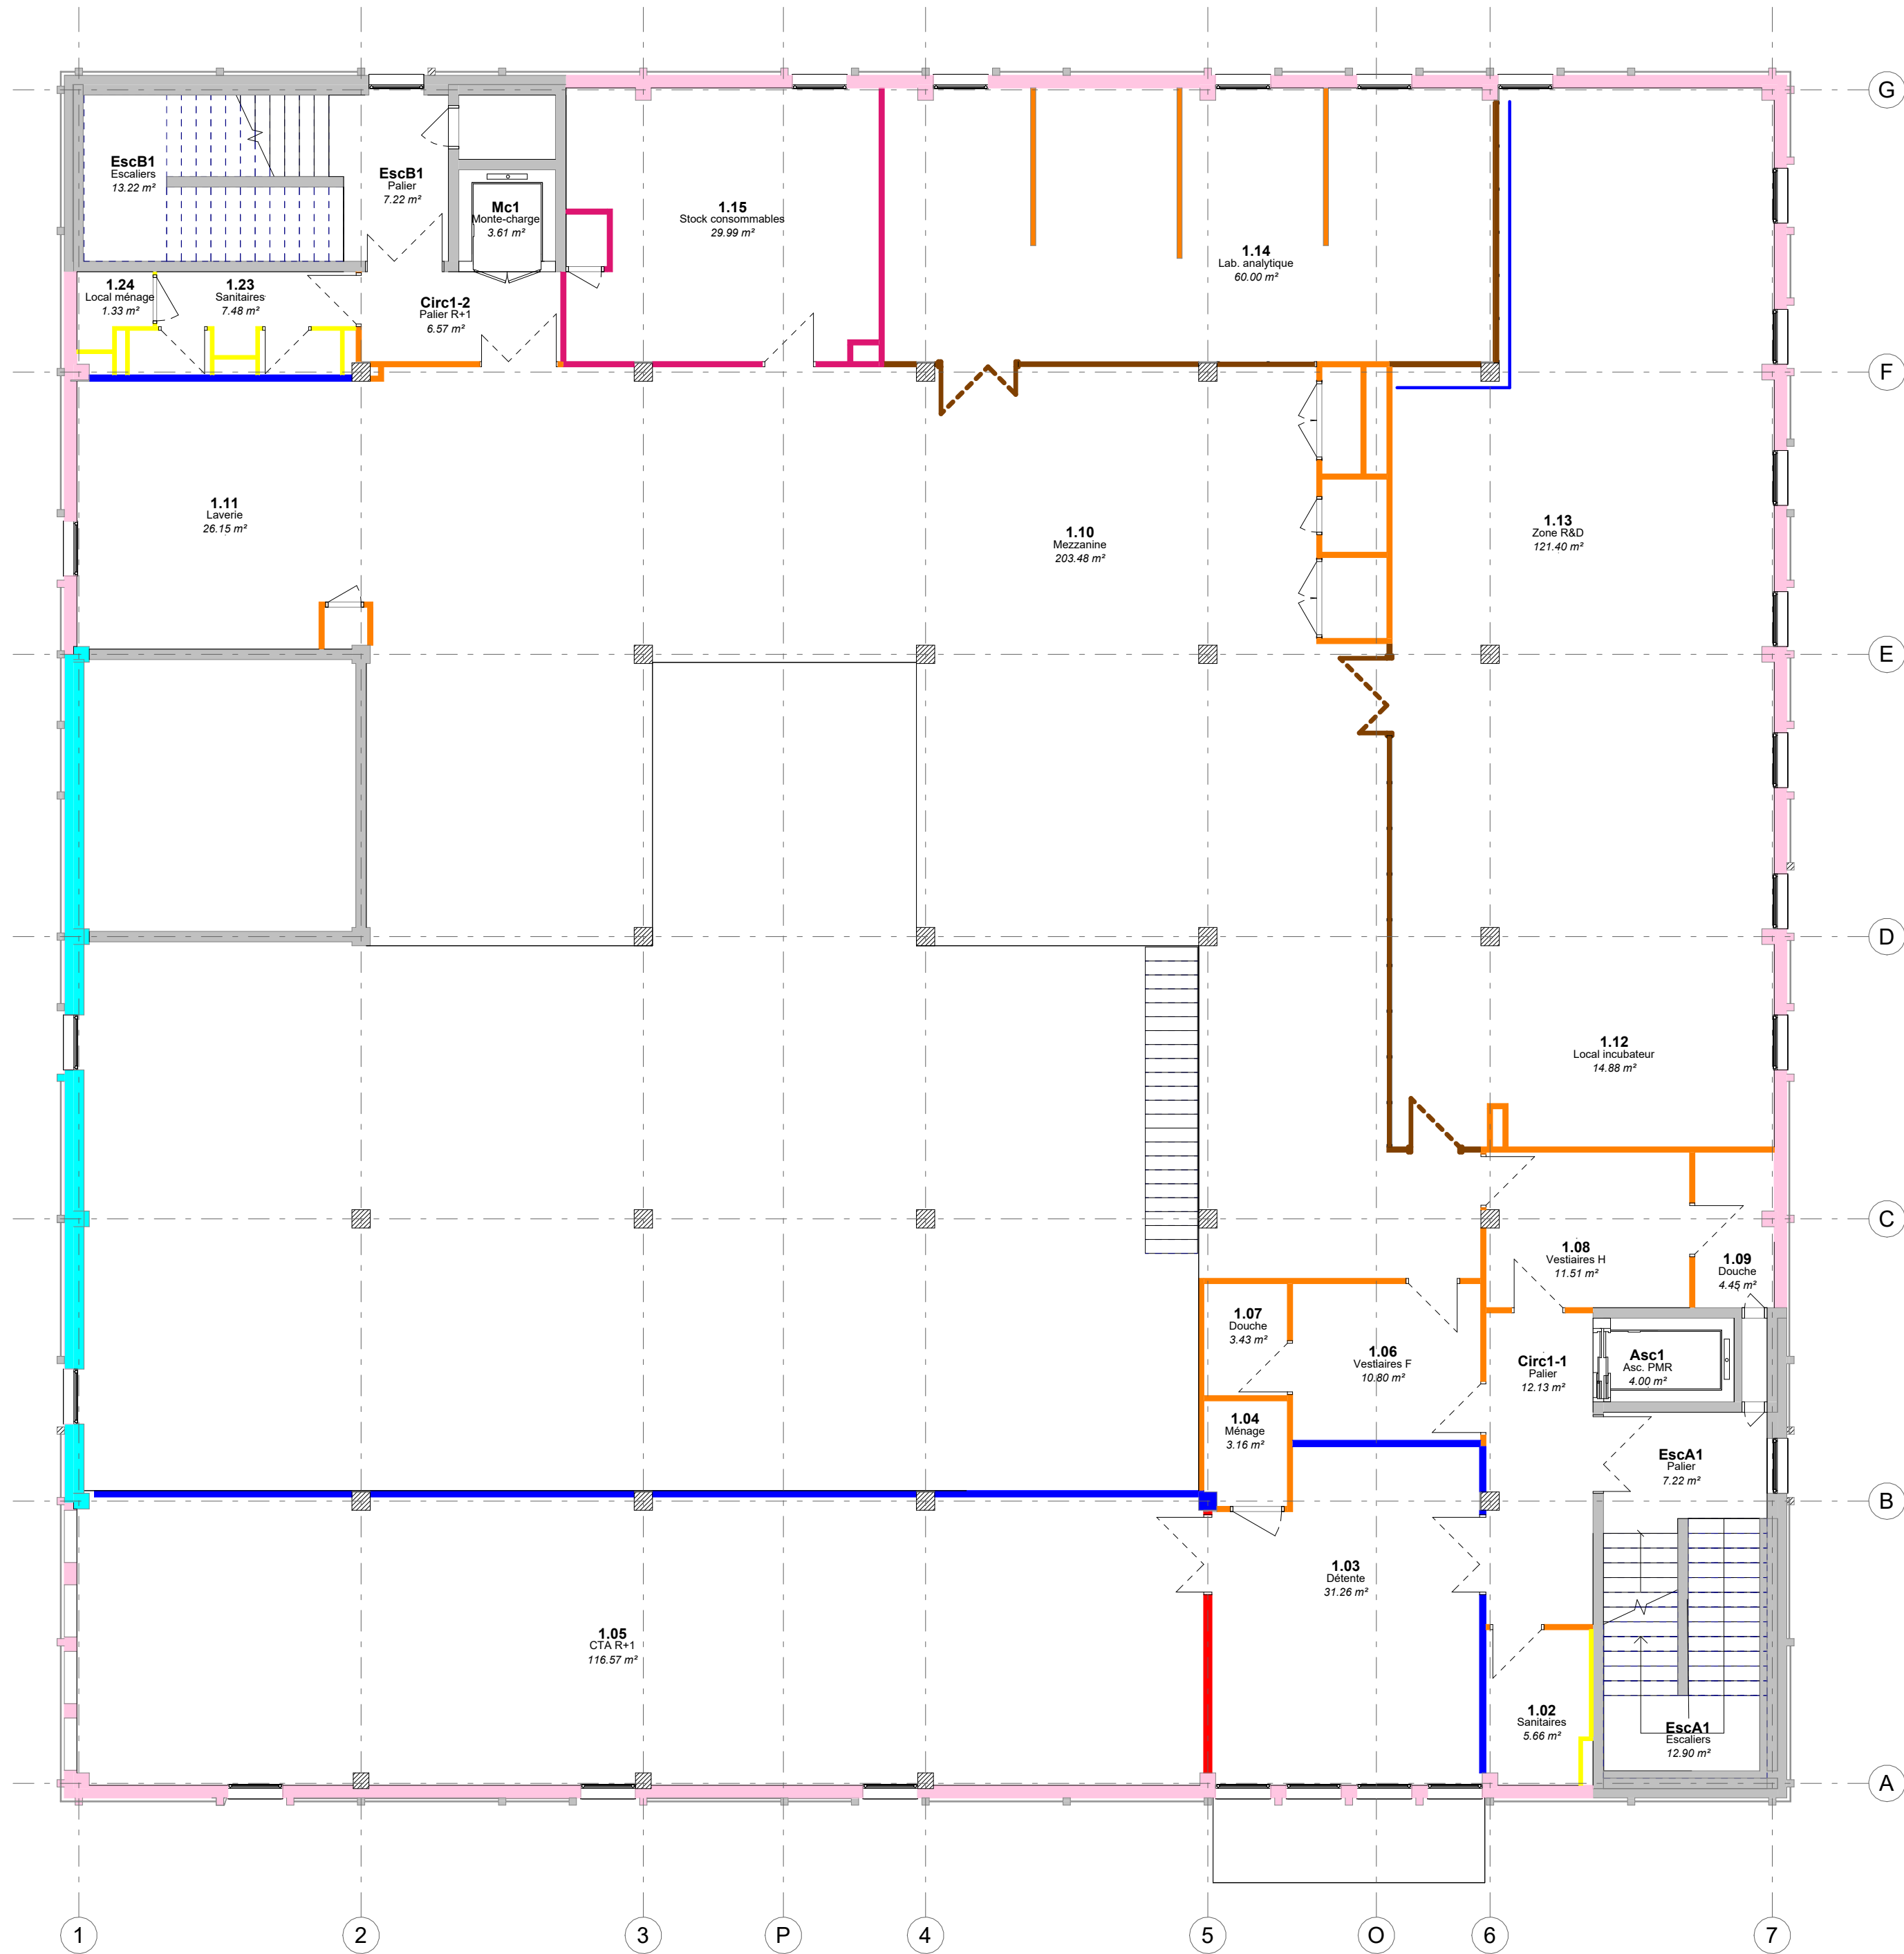 G
EscB1
Escaliers
13.22 m²
EscB1
Palier
7.22 m²
Mc1
Monte-charge
3.61 m²
1.15
Stock consommables
29.99 m²
1.14
Lab. analytique
60.00 m²
1.24
Local ménage
1.33 m²
1.23
Sanitaires
7.48 m²
Circ1-2
Palier R+1
6.57 m²
F
1.11
Laverie
26.15 m²
1.10
Mezzanine
203.48 m²
1.13
Zone R&D
121.40 m²
E
D
1.12
Local incubateur
14.88 m²
C
1.08
Vestiaires H
11.51 m²
1.09
Douche
4.45 m²
1.07
Douche
3.43 m²
1.06
Vestiaires F
10.80 m²
Circ1-1
Palier
12.13 m²
Asc1
Asc. PMR
4.00 m²
1.04
Ménage
3.16 m²
EscA1
Palier
7.22 m²
B
1.03
Détente
31.26 m²
1.05
CTA R+1
116.57 m²
1.02
Sanitaires
5.66 m²
EscA1
Escaliers
12.90 m²
A
1
2
3
P
4
5
O
6
7